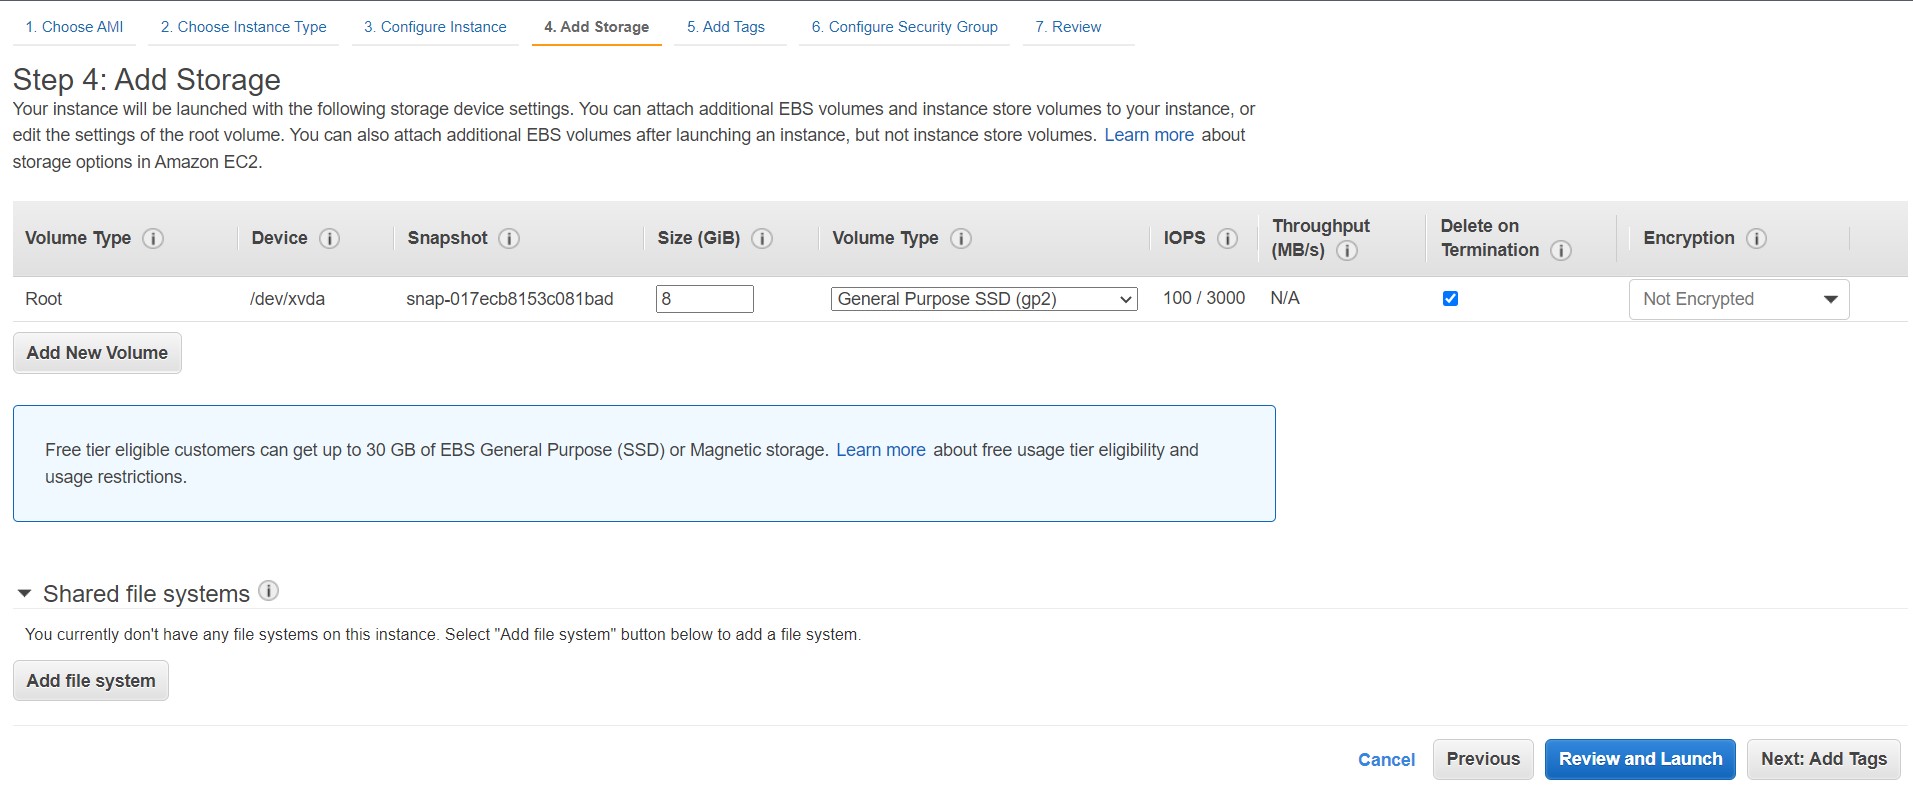 1. Choose AMI 2. Choose Instance Type 3. Configure Instance 4. Add Storage 5. Add Tags 6. Configure Security Group 7. Review
Step 4: Add Storage
Your instance will be launched with the following storage device settings. You can attach additional EBS volumes and instance store volumes to your instance, or
edit the settings of the root volume. You can also attach additional EBS volumes after launching an instance, but not instance store volumes. Learn more about
storage options in Amazon EC2.
Volume Type i Device i Snapshot i Size (GiB) i Volume Type i IOPS i Throughput (MB/s) i Delete on Termination i Encryption i
Root /dev/xvda snap-017ecb8153c081bad 8 General Purpose SSD (gp2) 100 / 3000 N/A Not Encrypted
Add New Volume
Free tier eligible customers can get up to 30 GB of EBS General Purpose (SSD) or Magnetic storage. Learn more about free usage tier eligibility and
usage restrictions.
Shared file systems i
You currently don't have any file systems on this instance. Select "Add file system" button below to add a file system.
Add file system
Cancel Previous Review and Launch Next: Add Tags